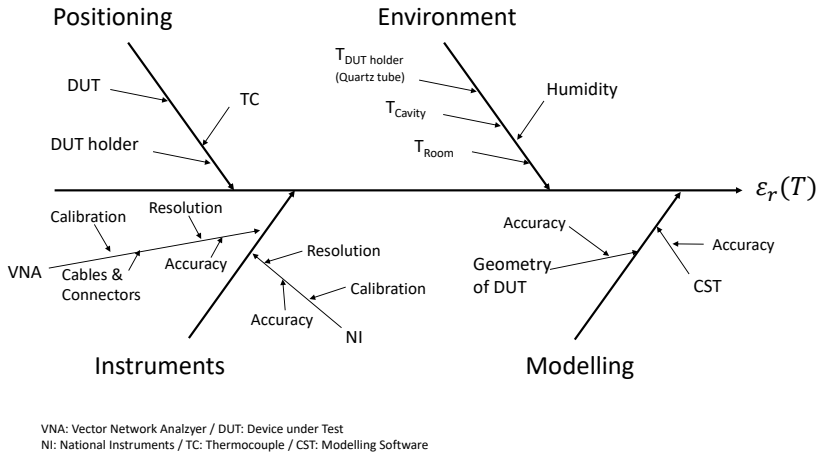 Positioning
Environment
DUT
TC
DUT holder
T_DUT holder
(Quartz tube)
Humidity
T_Cavity
T_Room
ε_r(T)
Calibration
Resolution
VNA
Cables &
Connectors
Accuracy
Resolution
Calibration
Accuracy
NI
Accuracy
Accuracy
Geometry
of DUT
CST
Instruments
Modelling
VNA: Vector Network Analzyer / DUT: Device under Test
NI: National Instruments / TC: Thermocouple / CST: Modelling Software